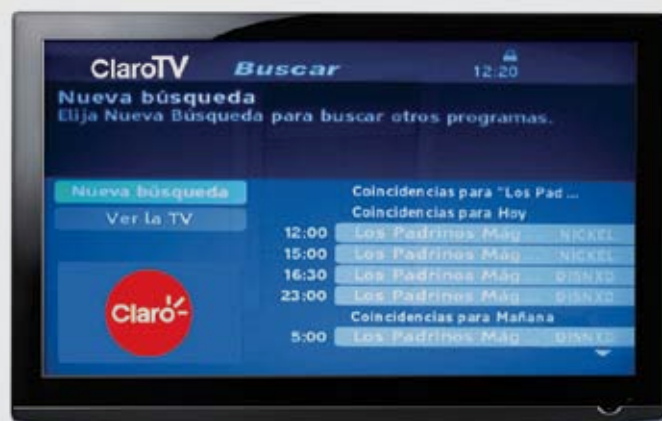 ClaroTV Buscar 12:20
Nueva búsqueda
Elija Nueva Búsqueda para buscar otros programas.
Nueva búsqueda
Ver la TV
Claro
Coincidencias para "Los Pad ...
Coincidencias para Hoy
12:00 Los Padrinos Mág NICKEL
15:00 Los Padrinos Mág NICKEL
16:30 Los Padrinos Mág DISNXD
23:00 Los Padrinos Mág DISNXD
Coincidencias para Mañana
5:00 Los Padrinos Mág DISNXD